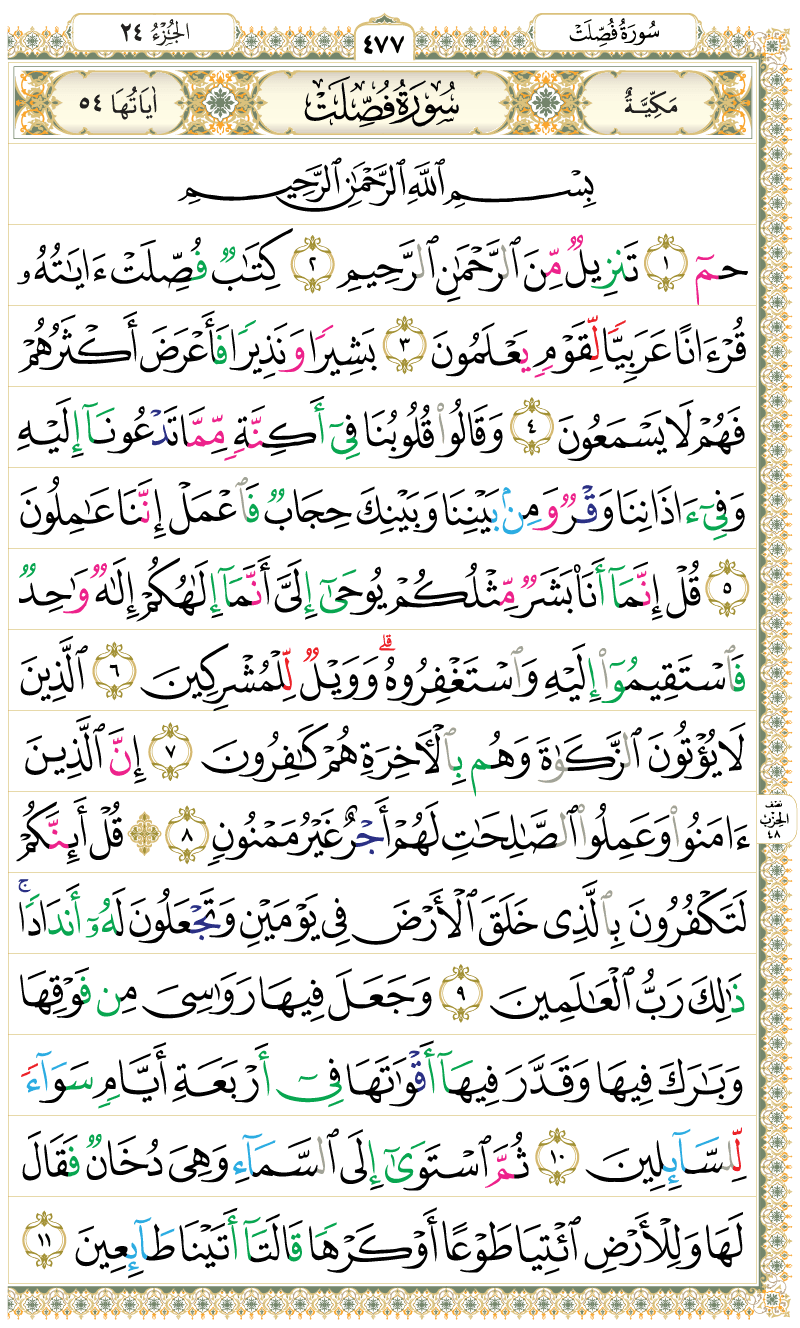 سُورَةُ فُصِّلَتْ
٤٧٧
الجُزْءُ ٢٤
مَكِّيَّةٌ
سُورَةُ فُصِّلَتْ
اٰيَاتُهَا ٥٤
بِسْمِ ٱللَّهِ ٱلرَّحْمَٰنِ ٱلرَّحِيمِ
حمٓ ١ تَنزِيلٌ مِّنَ ٱلرَّحْمَٰنِ ٱلرَّحِيمِ ٢ كِتَٰبٌ فُصِّلَتْ ءَايَٰتُهُۥ
قُرْءَانًا عَرَبِيًّا لِّقَوْمٍ يَعْلَمُونَ ٣ بَشِيرًا وَنَذِيرًا فَأَعْرَضَ أَكْثَرُهُمْ
فَهُمْ لَا يَسْمَعُونَ ٤ وَقَالُوا۟ قُلُوبُنَا فِىٓ أَكِنَّةٍ مِّمَّا تَدْعُونَآ إِلَيْهِ
وَفِىٓ ءَاذَانِنَا وَقْرٌ وَمِنۢ بَيْنِنَا وَبَيْنِكَ حِجَابٌ فَٱعْمَلْ إِنَّنَا عَٰمِلُونَ
٥ قُلْ إِنَّمَآ أَنَا۠ بَشَرٌ مِّثْلُكُمْ يُوحَىٰٓ إِلَىَّ أَنَّمَآ إِلَٰهُكُمْ إِلَٰهٌ وَٰحِدٌ
فَٱسْتَقِيمُوٓا۟ إِلَيْهِ وَٱسْتَغْفِرُوهُ ۗ وَوَيْلٌ لِّلْمُشْرِكِينَ ٦ ٱلَّذِينَ
لَا يُؤْتُونَ ٱلزَّكَوٰةَ وَهُم بِٱلْءَاخِرَةِ هُمْ كَٰفِرُونَ ٧ إِنَّ ٱلَّذِينَ
ءَامَنُوا۟ وَعَمِلُوا۟ ٱلصَّٰلِحَٰتِ لَهُمْ أَجْرٌ غَيْرُ مَمْنُونٍ ٨ ۞ قُلْ أَئِنَّكُمْ
نصف
الحزب
٤٨
لَتَكْفُرُونَ بِٱلَّذِى خَلَقَ ٱلْأَرْضَ فِى يَوْمَيْنِ وَتَجْعَلُونَ لَهُۥٓ أَندَادًا ۚ
ذَٰلِكَ رَبُّ ٱلْعَٰلَمِينَ ٩ وَجَعَلَ فِيهَا رَوَٰسِىَ مِن فَوْقِهَا
وَبَٰرَكَ فِيهَا وَقَدَّرَ فِيهَآ أَقْوَٰتَهَا فِىٓ أَرْبَعَةِ أَيَّامٍ سَوَآءً
لِّلسَّآئِلِينَ ١٠ ثُمَّ ٱسْتَوَىٰٓ إِلَى ٱلسَّمَآءِ وَهِىَ دُخَانٌ فَقَالَ
لَهَا وَلِلْأَرْضِ ٱئْتِيَا طَوْعًا أَوْ كَرْهًا قَالَتَآ أَتَيْنَا طَآئِعِينَ ١١